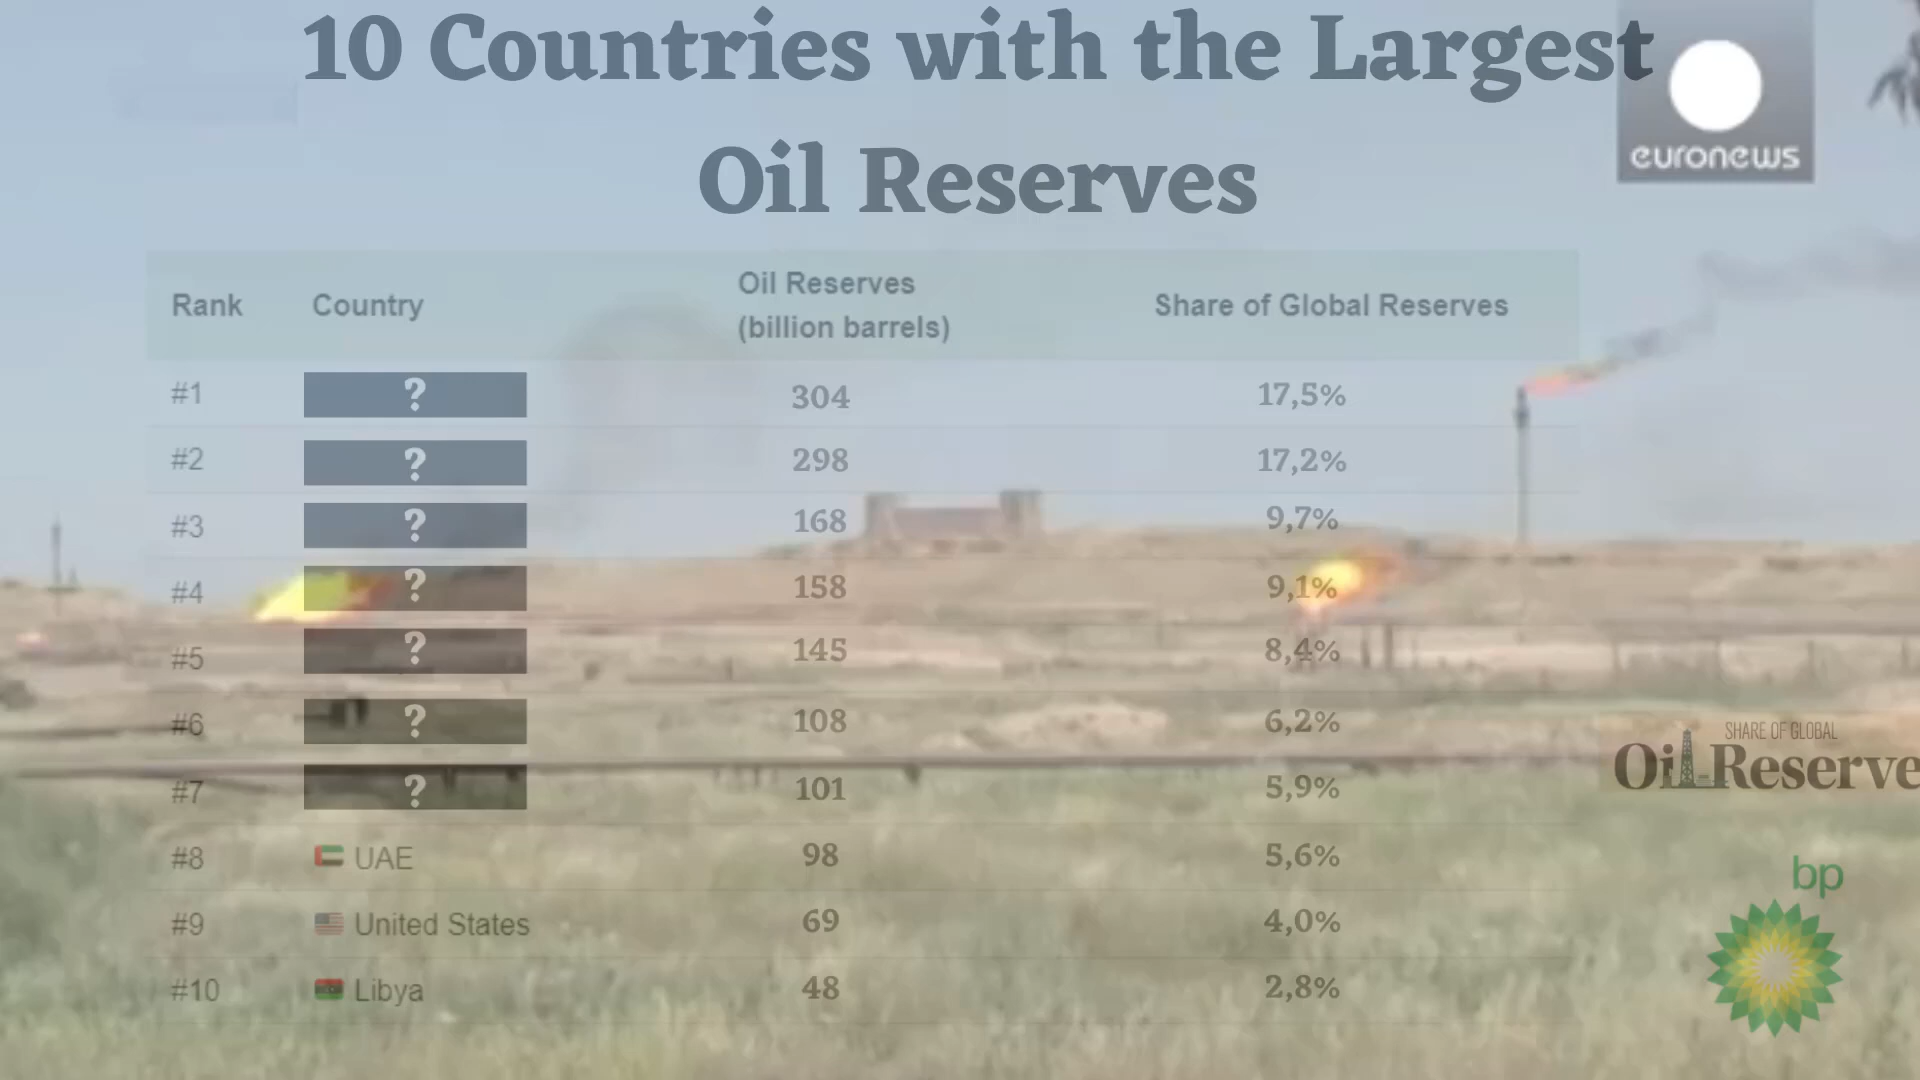 10 Countries with the Largest
Oil Reserves
euronews
Rank Country Oil Reserves (billion barrels) Share of Global Reserves
#1 ? 304 17,5%
#2 ? 298 17,2%
#3 ? 168 9,7%
#4 ? 158 9,1%
#5 ? 145 8,4%
#6 ? 108 6,2%
#7 ? 101 5,9%
#8 UAE 98 5,6%
#9 United States 69 4,0%
#10 Libya 48 2,8%
SHARE OF GLOBAL
Oil Reserve
bp